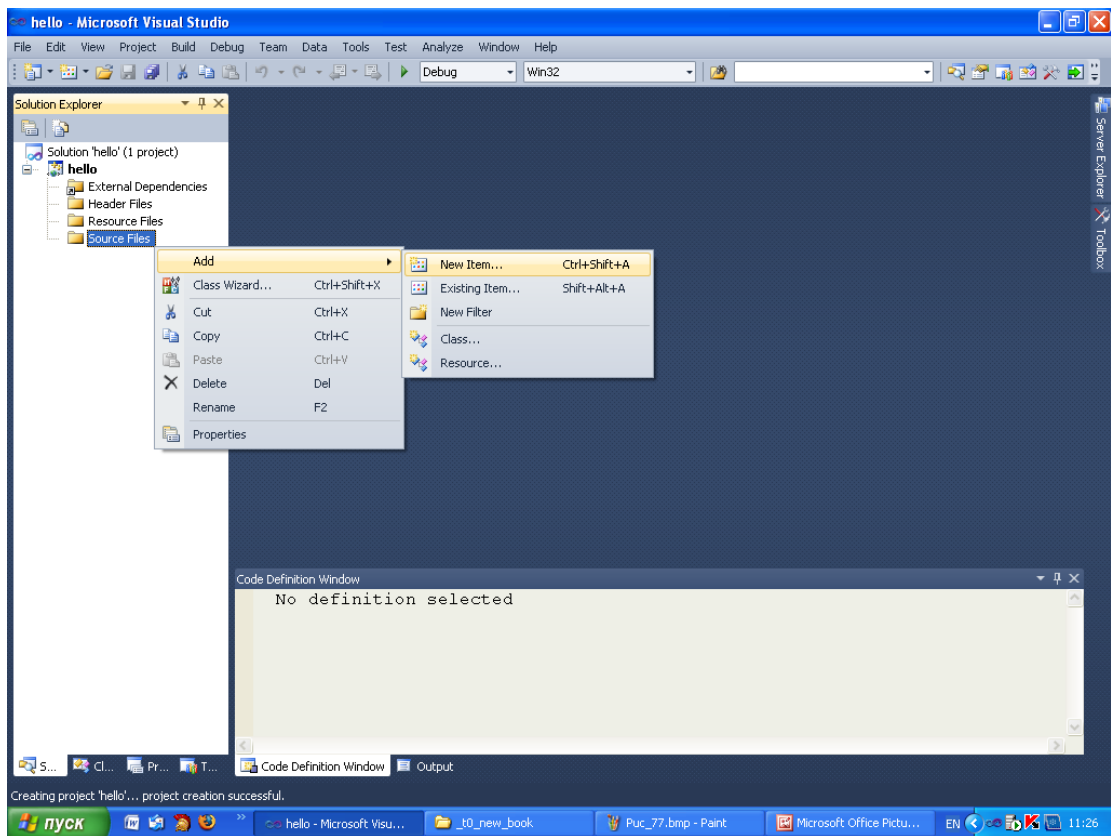 hello - Microsoft Visual Studio
File Edit View Project Build Debug Team Data Tools Test Analyze Window Help
Debug Win32
Solution Explorer
Solution 'hello' (1 project)
hello
External Dependencies
Header Files
Resource Files
Source Files
Add
Class Wizard... Ctrl+Shift+X
Cut Ctrl+X
Copy Ctrl+C
Paste Ctrl+V
Delete Del
Rename F2
Properties
New Item... Ctrl+Shift+A
Existing Item... Shift+Alt+A
New Filter
Class...
Resource...
Server Explorer
Toolbox
Code Definition Window
No definition selected
S... Cl... Pr... T... Code Definition Window Output
Creating project 'hello'... project creation successful.
пуск hello - Microsoft Visu... _t0_new_book Рис_77.bmp - Paint Microsoft Office Pictu... EN 11:26